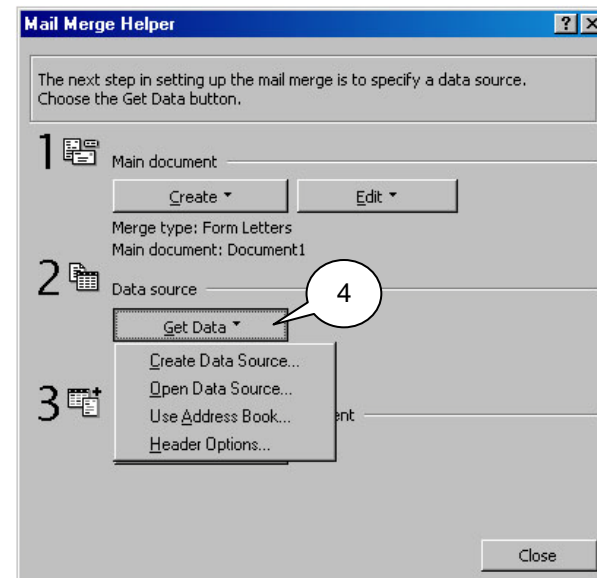 Mail Merge Helper
The next step in setting up the mail merge is to specify a data source.
Choose the Get Data button.
1
Main document
Create
Edit
Merge type: Form Letters
Main document: Document1
2
Data source
4
Get Data
Create Data Source...
Open Data Source...
Use Address Book...
Header Options...
3
Close